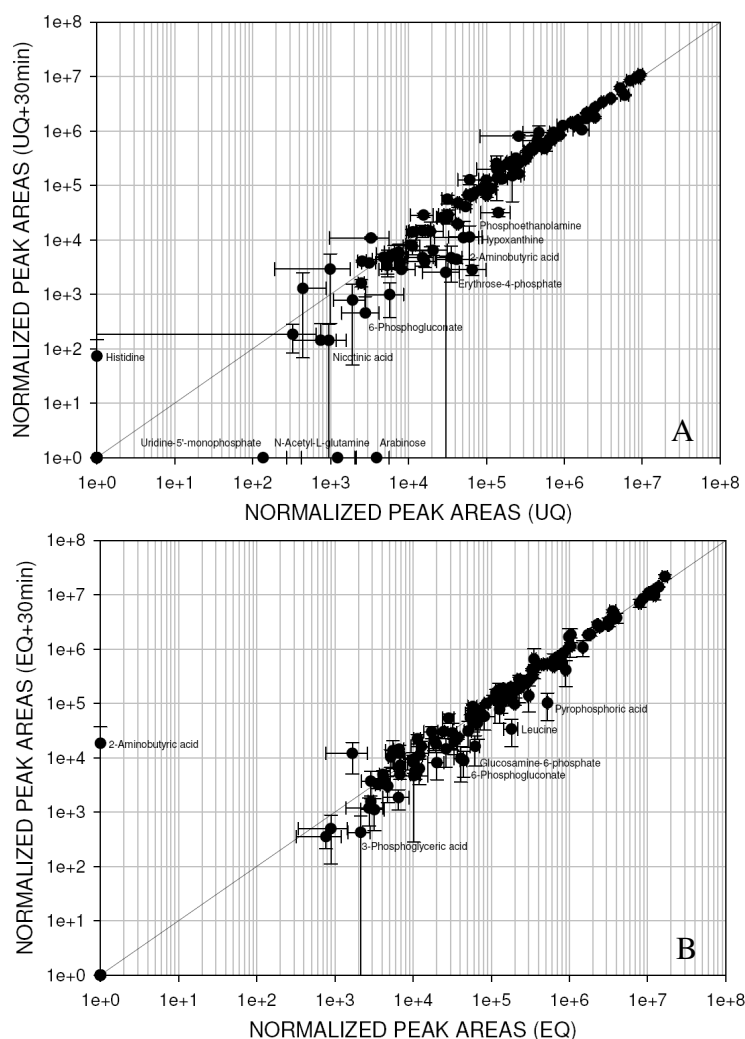 1e+8
1e+7
1e+6
1e+5
1e+4
1e+3
1e+2
1e+1
1e+0
NORMALIZED PEAK AREAS (UQ+30min)
Phosphoethanolamine
Hypoxanthine
2-Aminobutyric acid
Erythrose-4-phosphate
6-Phosphogluconate
Nicotinic acid
Histidine
Uridine-5'-monophosphate N-Acetyl-L-glutamine Arabinose
A
1e+0 1e+1 1e+2 1e+3 1e+4 1e+5 1e+6 1e+7 1e+8
NORMALIZED PEAK AREAS (UQ)
1e+8
1e+7
1e+6
1e+5
1e+4
1e+3
1e+2
1e+1
1e+0
NORMALIZED PEAK AREAS (EQ+30min)
Pyrophosphoric acid
Leucine
2-Aminobutyric acid
Glucosamine-6-phosphate
6-Phosphogluconate
3-Phosphoglyceric acid
B
1e+0 1e+1 1e+2 1e+3 1e+4 1e+5 1e+6 1e+7 1e+8
NORMALIZED PEAK AREAS (EQ)